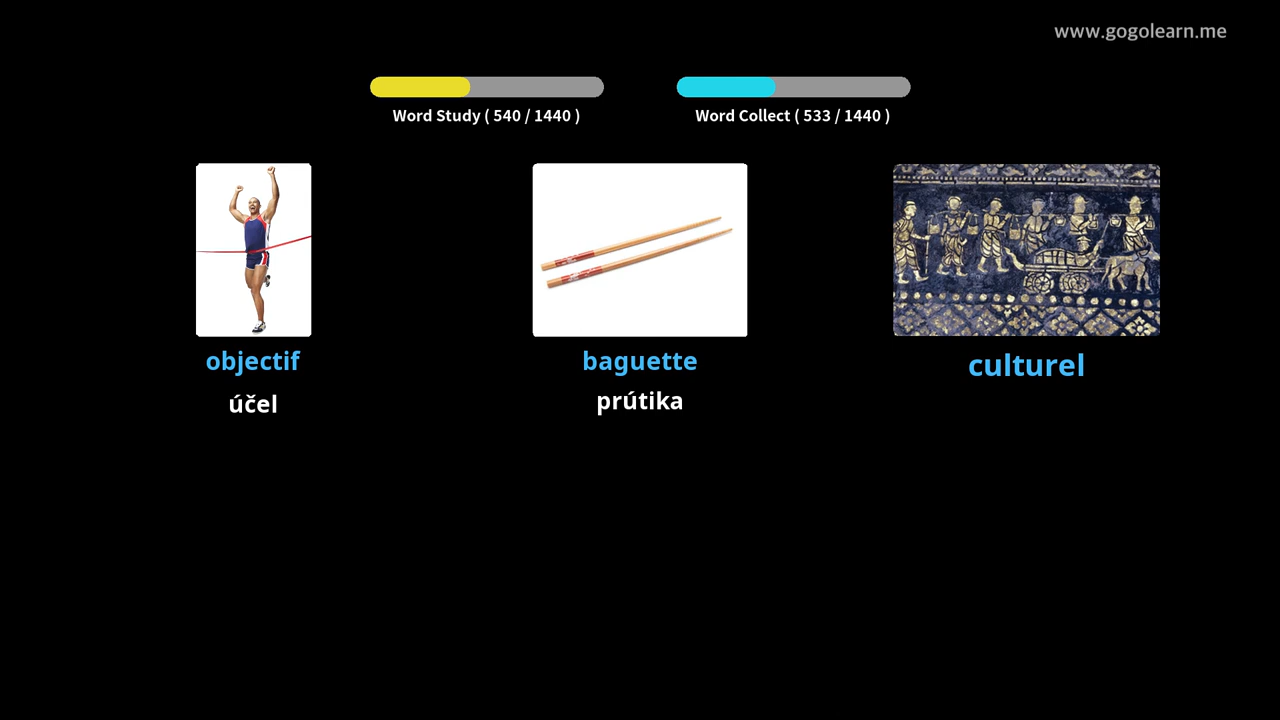 www.gogolearn.me
Word Study ( 540 / 1440 )
Word Collect ( 533 / 1440 )
objectif
baguette
culturel
účel
prútika